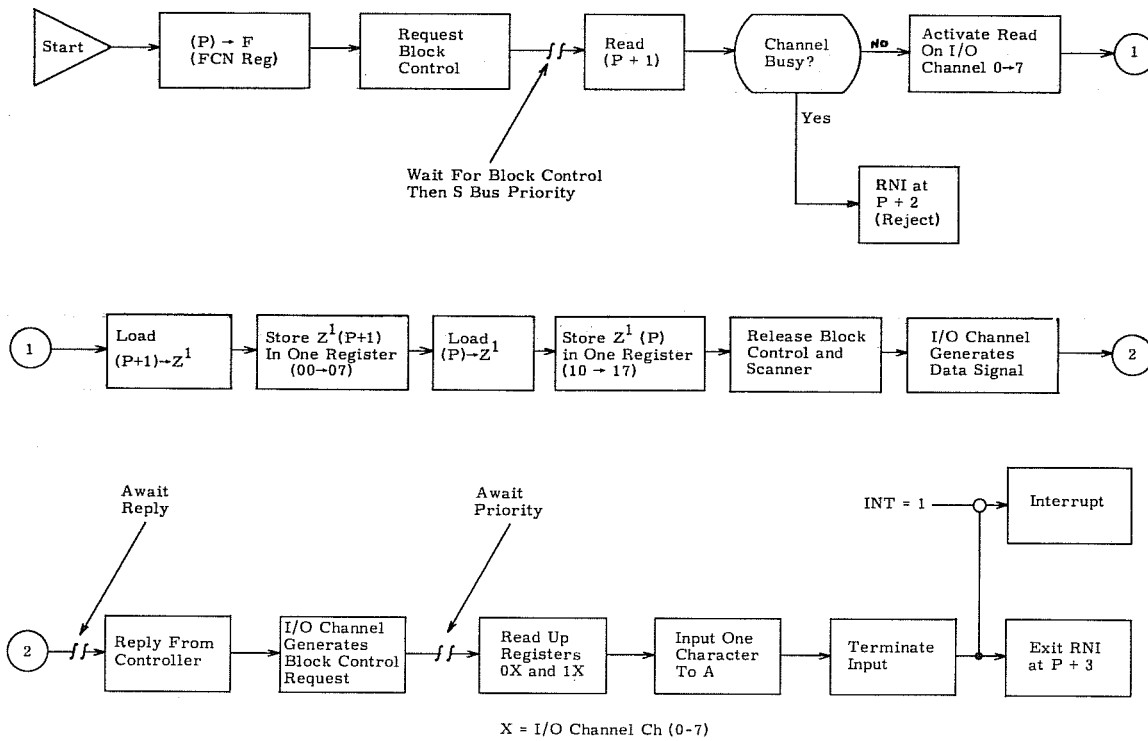 Start
(P) → F
(FCN Reg)
Request
Block
Control
Read
(P + 1)
Channel
Busy?
NO
Activate Read
On I/O
Channel 0→7
1
Yes
Wait For Block Control
Then S Bus Priority
RNI at
P + 2
(Reject)
1
Load
(P+1)→Z¹
Store Z¹(P+1)
In One Register
(00→07)
Load
(P)→Z¹
Store Z¹ (P)
in One Register
(10 → 17)
Release Block
Control and
Scanner
I/O Channel
Generates
Data Signal
2
Await
Reply
Await
Priority
INT = 1
Interrupt
2
Reply From
Controller
I/O Channel
Generates
Block Control
Request
Read Up
Registers
0X and 1X
Input One
Character
To A
Terminate
Input
Exit RNI
at P + 3
X = I/O Channel Ch (0-7)